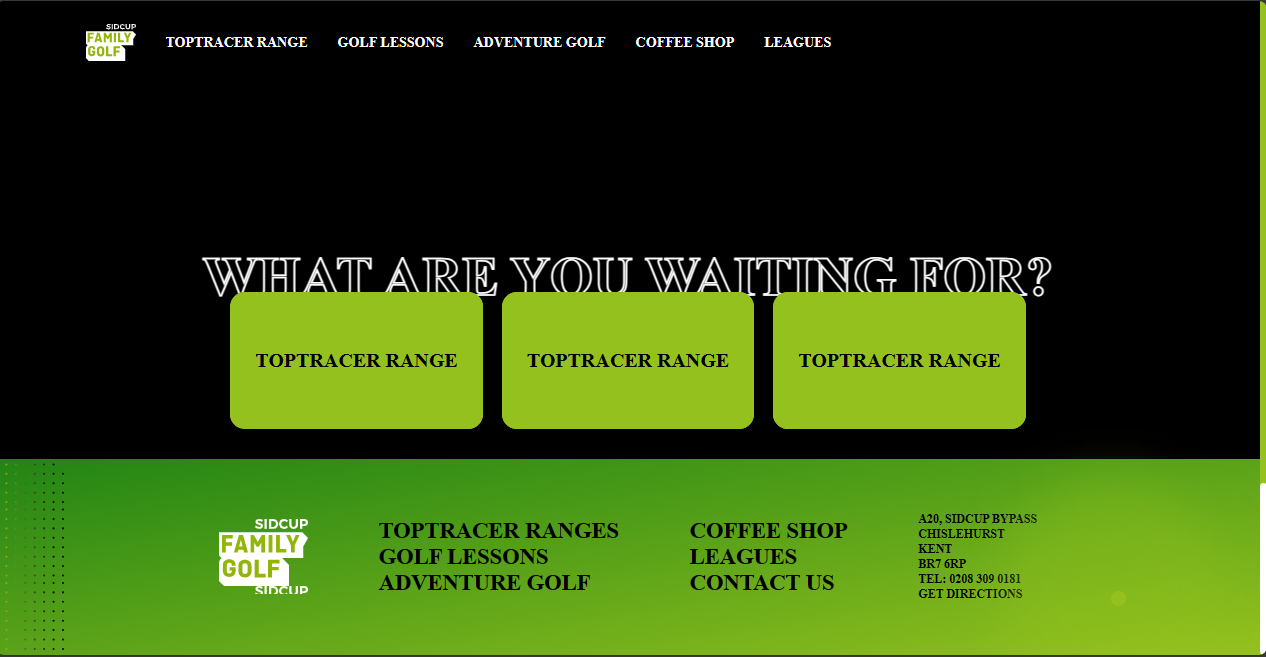 SIDCUP
FAMILY
GOLF
TOPTRACER RANGE GOLF LESSONS ADVENTURE GOLF COFFEE SHOP LEAGUES
WHAT ARE YOU WAITING FOR?
TOPTRACER RANGE TOPTRACER RANGE TOPTRACER RANGE
SIDCUP
FAMILY
GOLF
SIDCUP
TOPTRACER RANGES
GOLF LESSONS
ADVENTURE GOLF
COFFEE SHOP
LEAGUES
CONTACT US
A20, SIDCUP BYPASS
CHISLEHURST
KENT
BR7 6RP
TEL: 0208 309 0181
GET DIRECTIONS